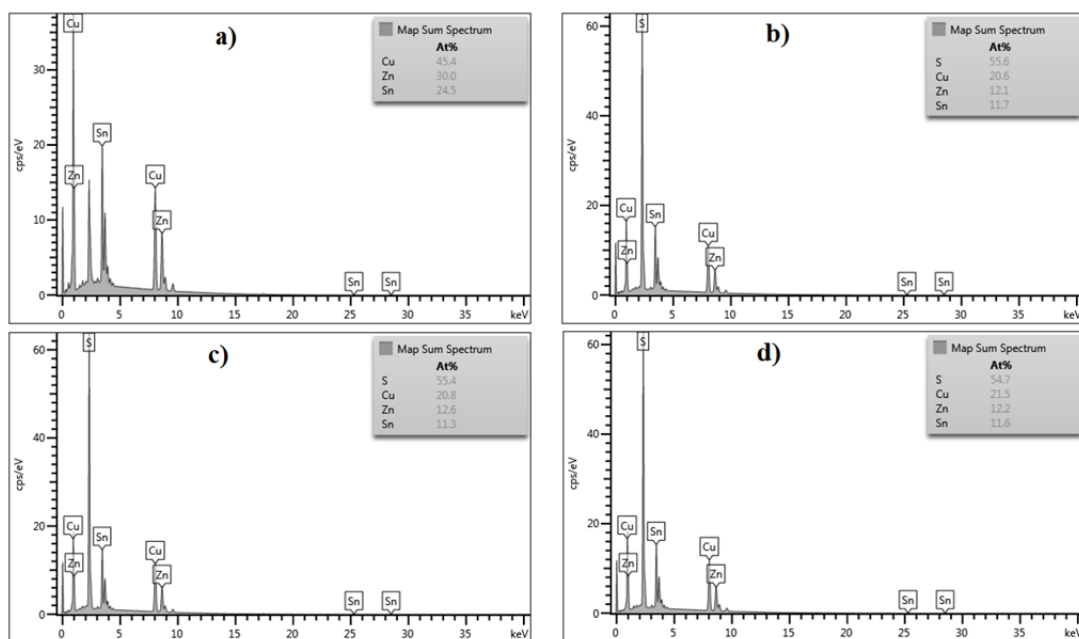 a)
Map Sum Spectrum
At%
Cu 45.4
Zn 30.0
Sn 24.5
Cu
Zn
Sn
Cu
Zn
Sn
Sn
cps/eV
30
20
10
0
0 5 10 15 20 25 30 35 keV
b)
Map Sum Spectrum
At%
S 55.6
Cu 20.6
Zn 12.1
Sn 11.7
S
Cu
Zn
Sn
Cu
Zn
Sn
Sn
cps/eV
60
40
20
0
0 5 10 15 20 25 30 35 keV
c)
Map Sum Spectrum
At%
S 55.4
Cu 20.8
Zn 12.6
Sn 11.3
S
Cu
Zn
Sn
Cu
Zn
Sn
Sn
cps/eV
60
40
20
0
0 5 10 15 20 25 30 35 keV
d)
Map Sum Spectrum
At%
S 54.7
Cu 21.5
Zn 12.2
Sn 11.6
S
Cu
Zn
Sn
Cu
Zn
Sn
Sn
cps/eV
60
40
20
0
0 5 10 15 20 25 30 35 keV